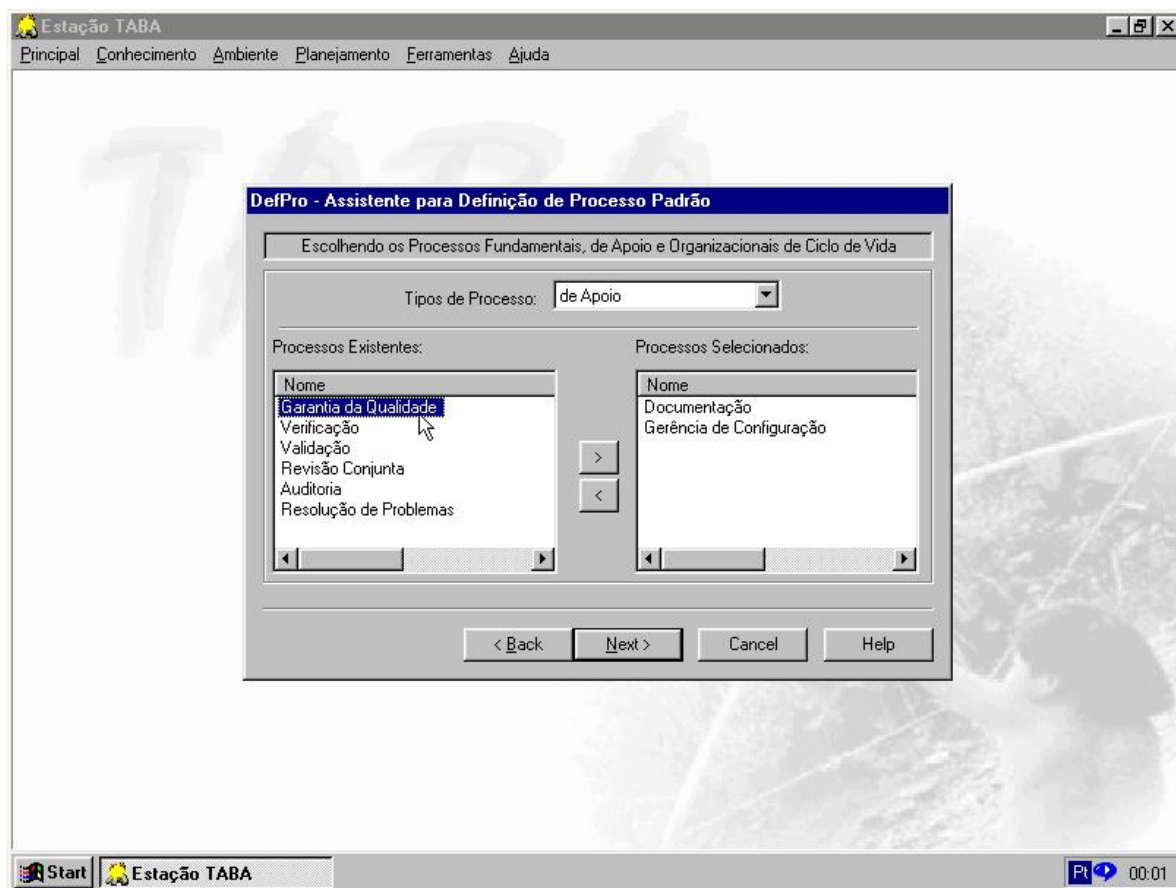 Estação TABA
Principal Conhecimento Ambiente Planejamento Ferramentas Ajuda
TABA
DefPro - Assistente para Definição de Processo Padrão
Escolhendo os Processos Fundamentais, de Apoio e Organizacionais de Ciclo de Vida
Tipos de Processo: de Apoio
Processos Existentes: Processos Selecionados:
Nome Nome
Garantia da Qualidade Documentação
Verificação Gerência de Configuração
Validação
Revisão Conjunta
Auditoria
Resolução de Problemas
>
<
< Back Next > Cancel Help
Start Estação TABA Pt 00:01